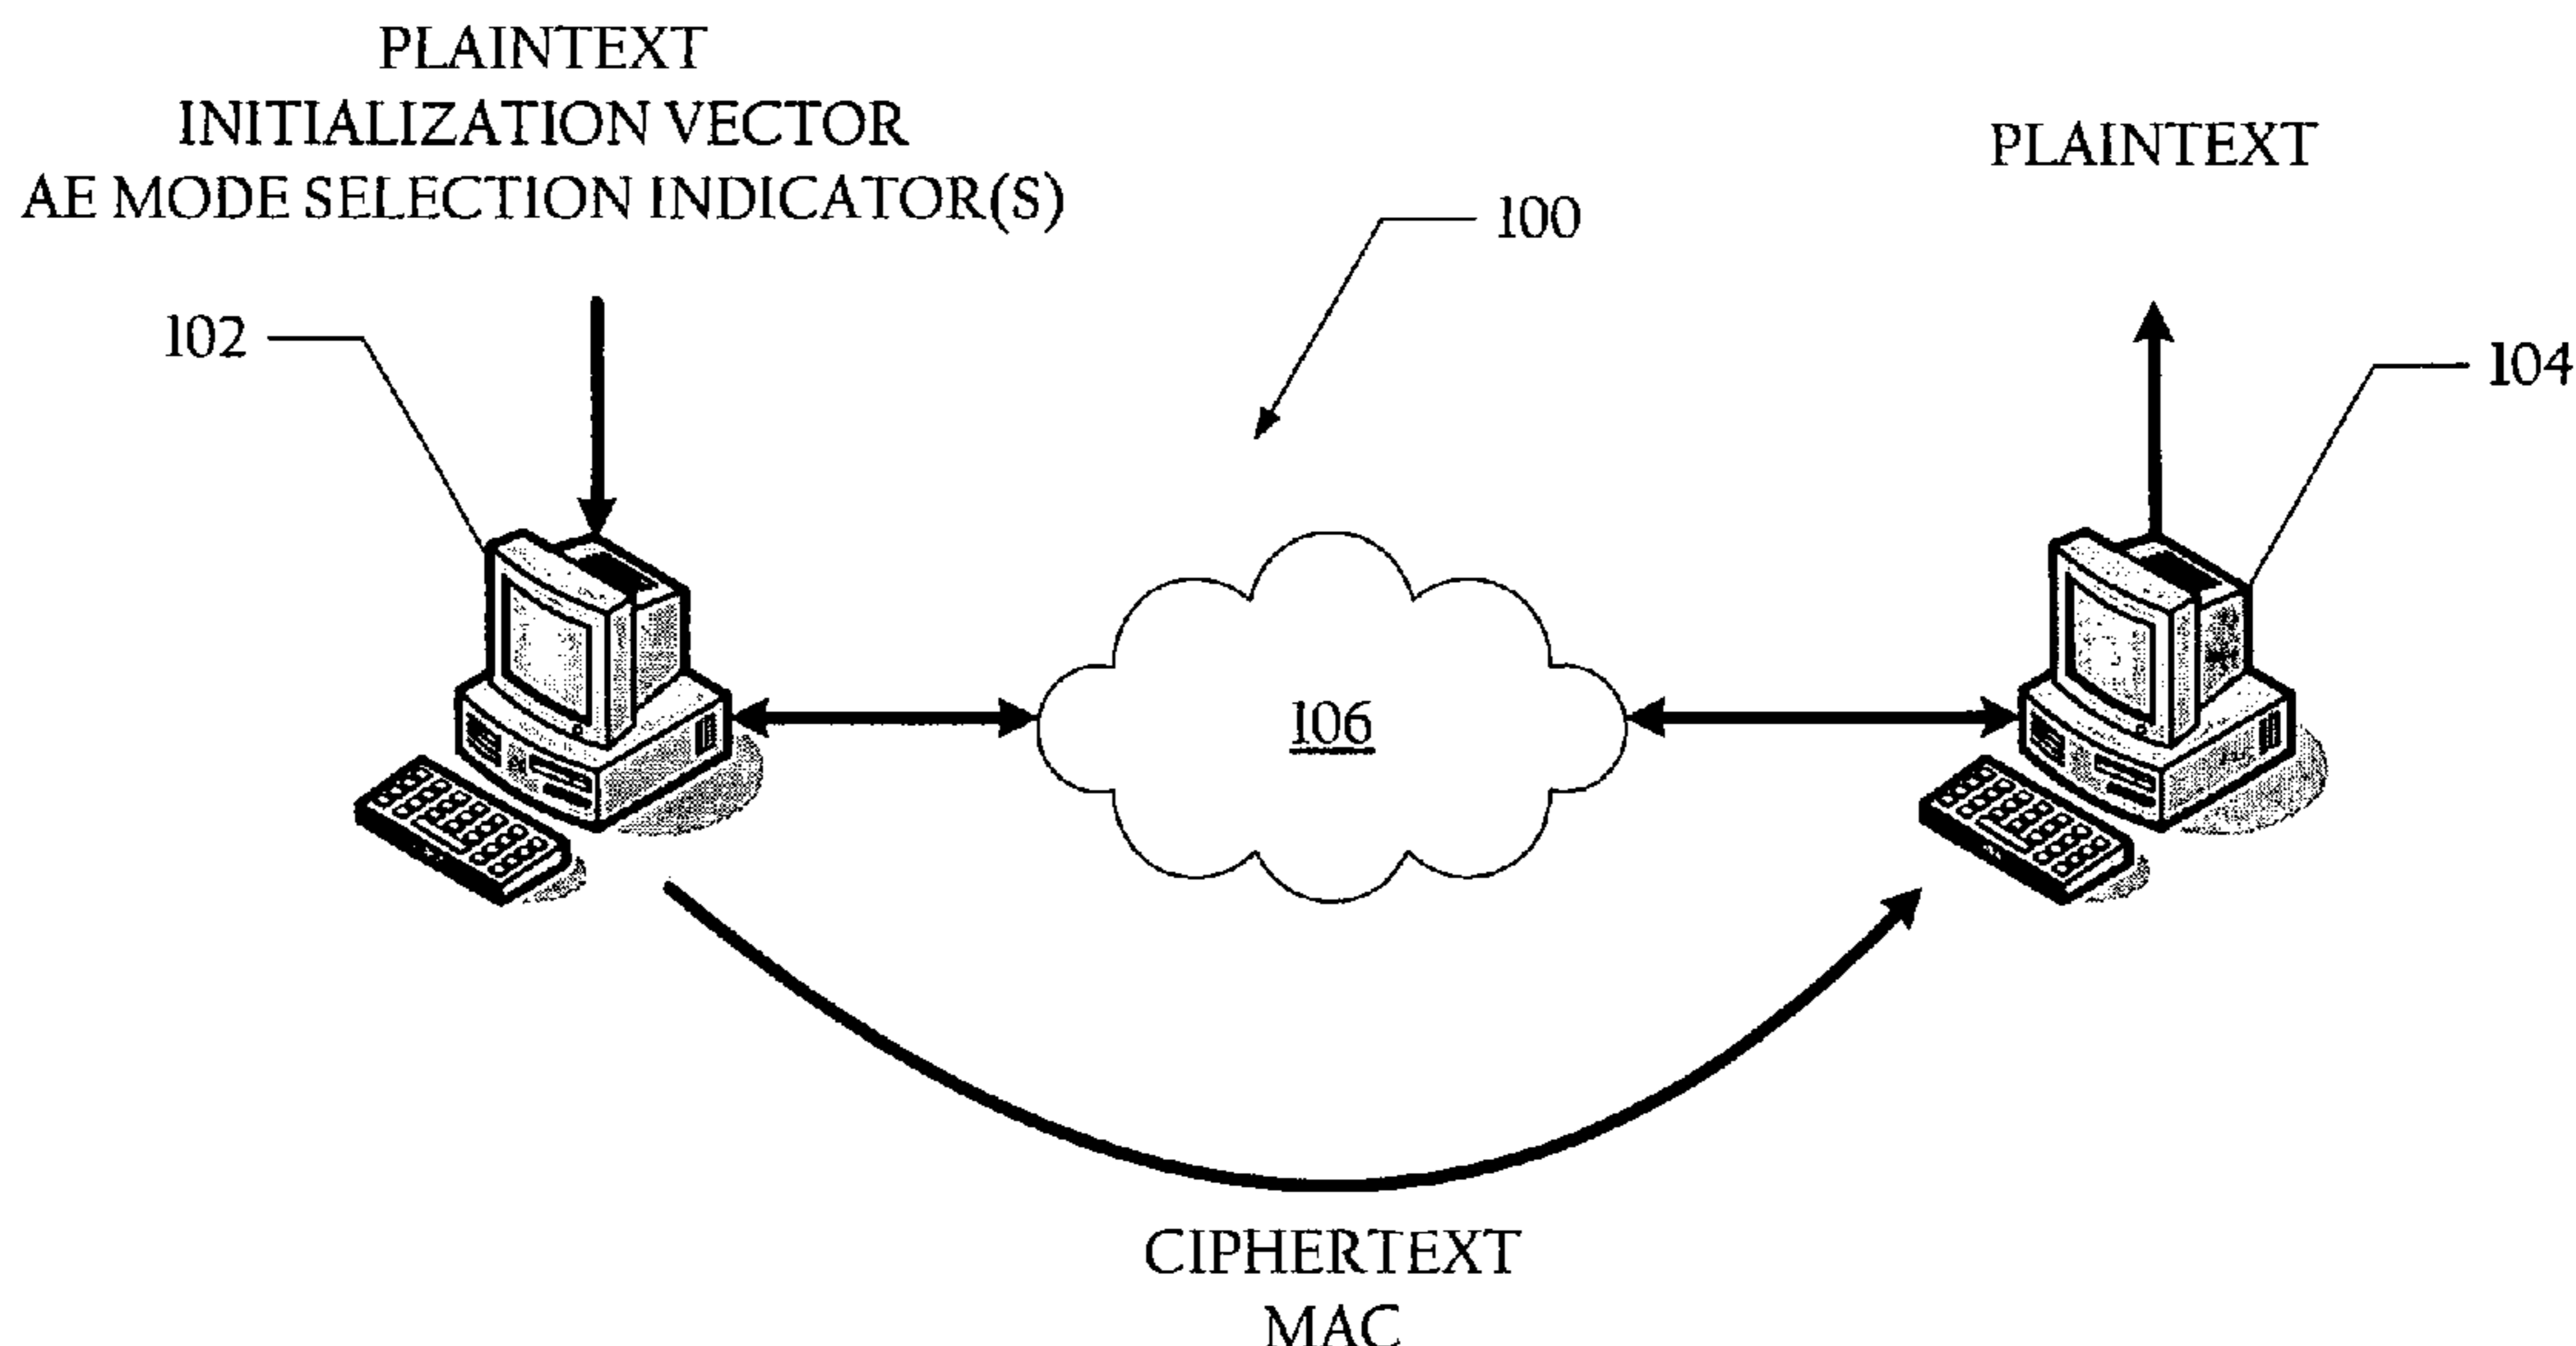 PLAINTEXT
INITIALIZATION VECTOR
AE MODE SELECTION INDICATOR(S)
PLAINTEXT
100
102
104
106
CIPHERTEXT
MAC